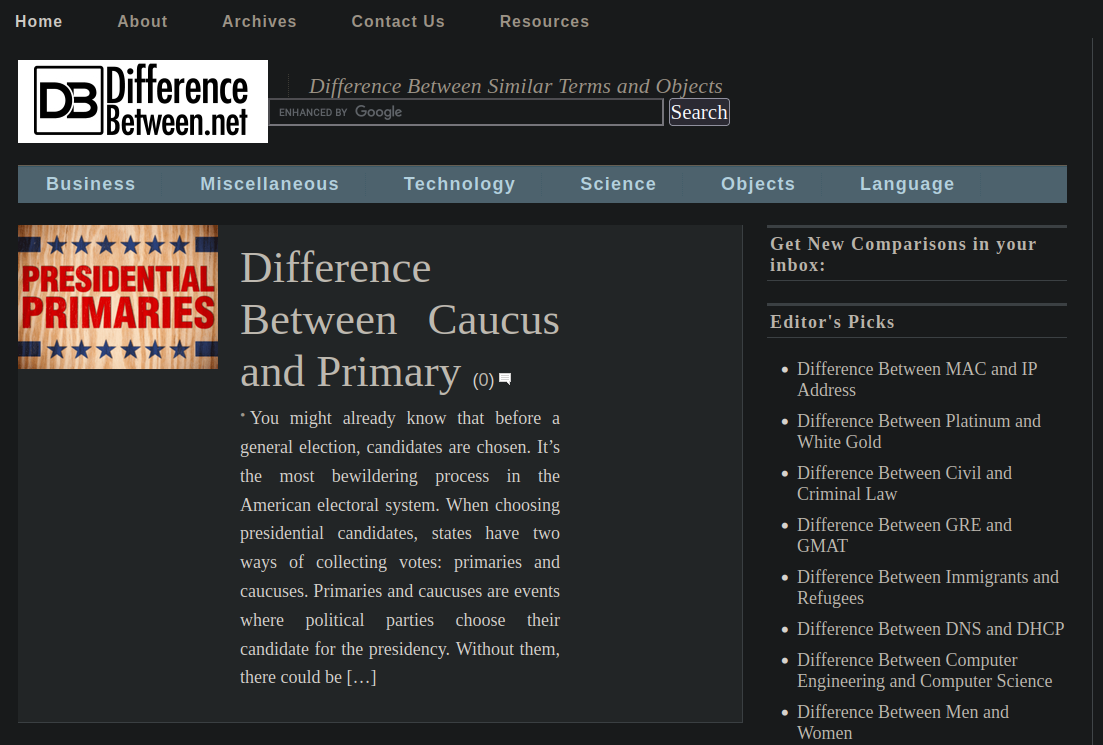 Home About Archives Contact Us Resources
DB Difference Between.net
Difference Between Similar Terms and Objects
ENHANCED BY Google Search
Business Miscellaneous Technology Science Objects Language
PRESIDENTIAL
PRIMARIES
Difference
Between Caucus
and Primary (0)
You might already know that before a
general election, candidates are chosen. It’s
the most bewildering process in the
American electoral system. When choosing
presidential candidates, states have two
ways of collecting votes: primaries and
caucuses. Primaries and caucuses are events
where political parties choose their
candidate for the presidency. Without them,
there could be […]
Get New Comparisons in your
inbox:
Editor's Picks
Difference Between MAC and IP
Address
Difference Between Platinum and
White Gold
Difference Between Civil and
Criminal Law
Difference Between GRE and
GMAT
Difference Between Immigrants and
Refugees
Difference Between DNS and DHCP
Difference Between Computer
Engineering and Computer Science
Difference Between Men and
Women